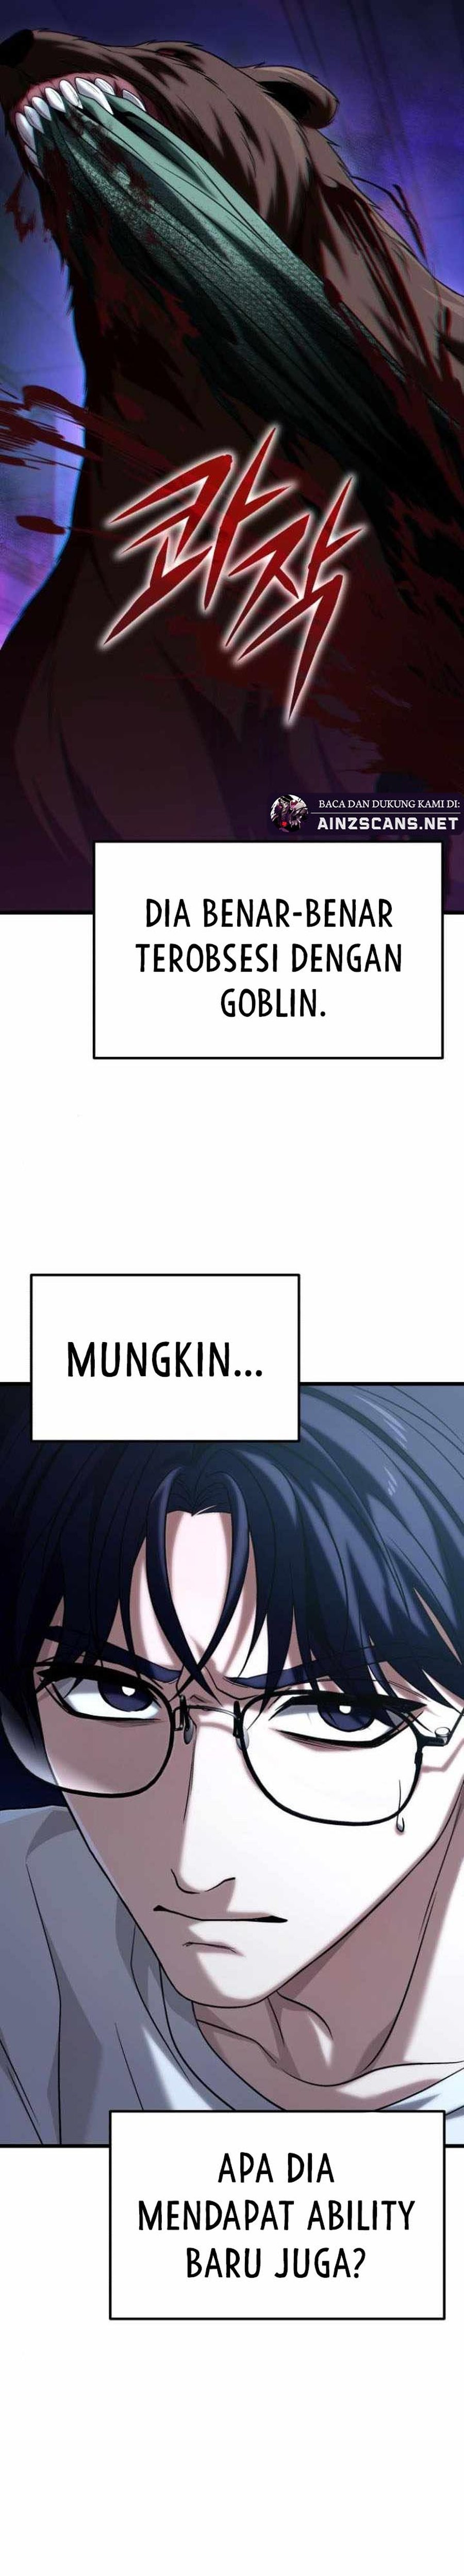 콰직
BACA DAN DUKUNG KAMI DI:
AINZSCANS.NET
DIA BENAR-BENAR
TEROBSESI DENGAN
GOBLIN.
MUNGKIN...
APA DIA
MENDAPAT ABILITY
BARU JUGA?